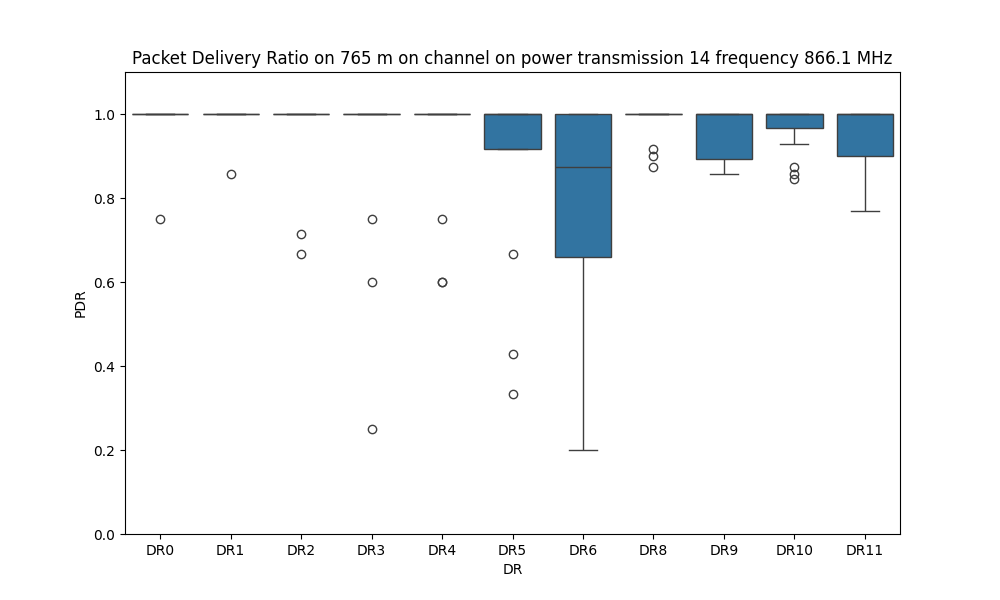 Packet Delivery Ratio on 765 m on channel on power transmission 14 frequency 866.1 MHz
1.0
0.8
0.6
0.4
0.2
0.0
PDR
DR0 DR1 DR2 DR3 DR4 DR5 DR6 DR8 DR9 DR10 DR11
DR